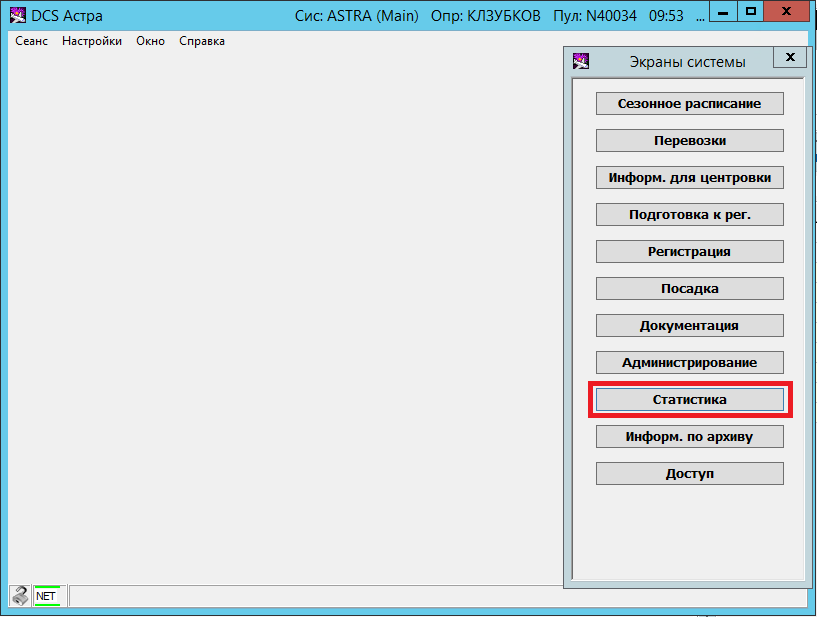 DCS Астра Сис: ASTRA (Main) Опр: КЛЗУБКОВ Пул: N40034 09:53 ...
Сеанс Настройки Окно Справка
Экраны системы
Сезонное расписание
Перевозки
Информ. для центровки
Подготовка к рег.
Регистрация
Посадка
Документация
Администрирование
Статистика
Информ. по архиву
Доступ
NET